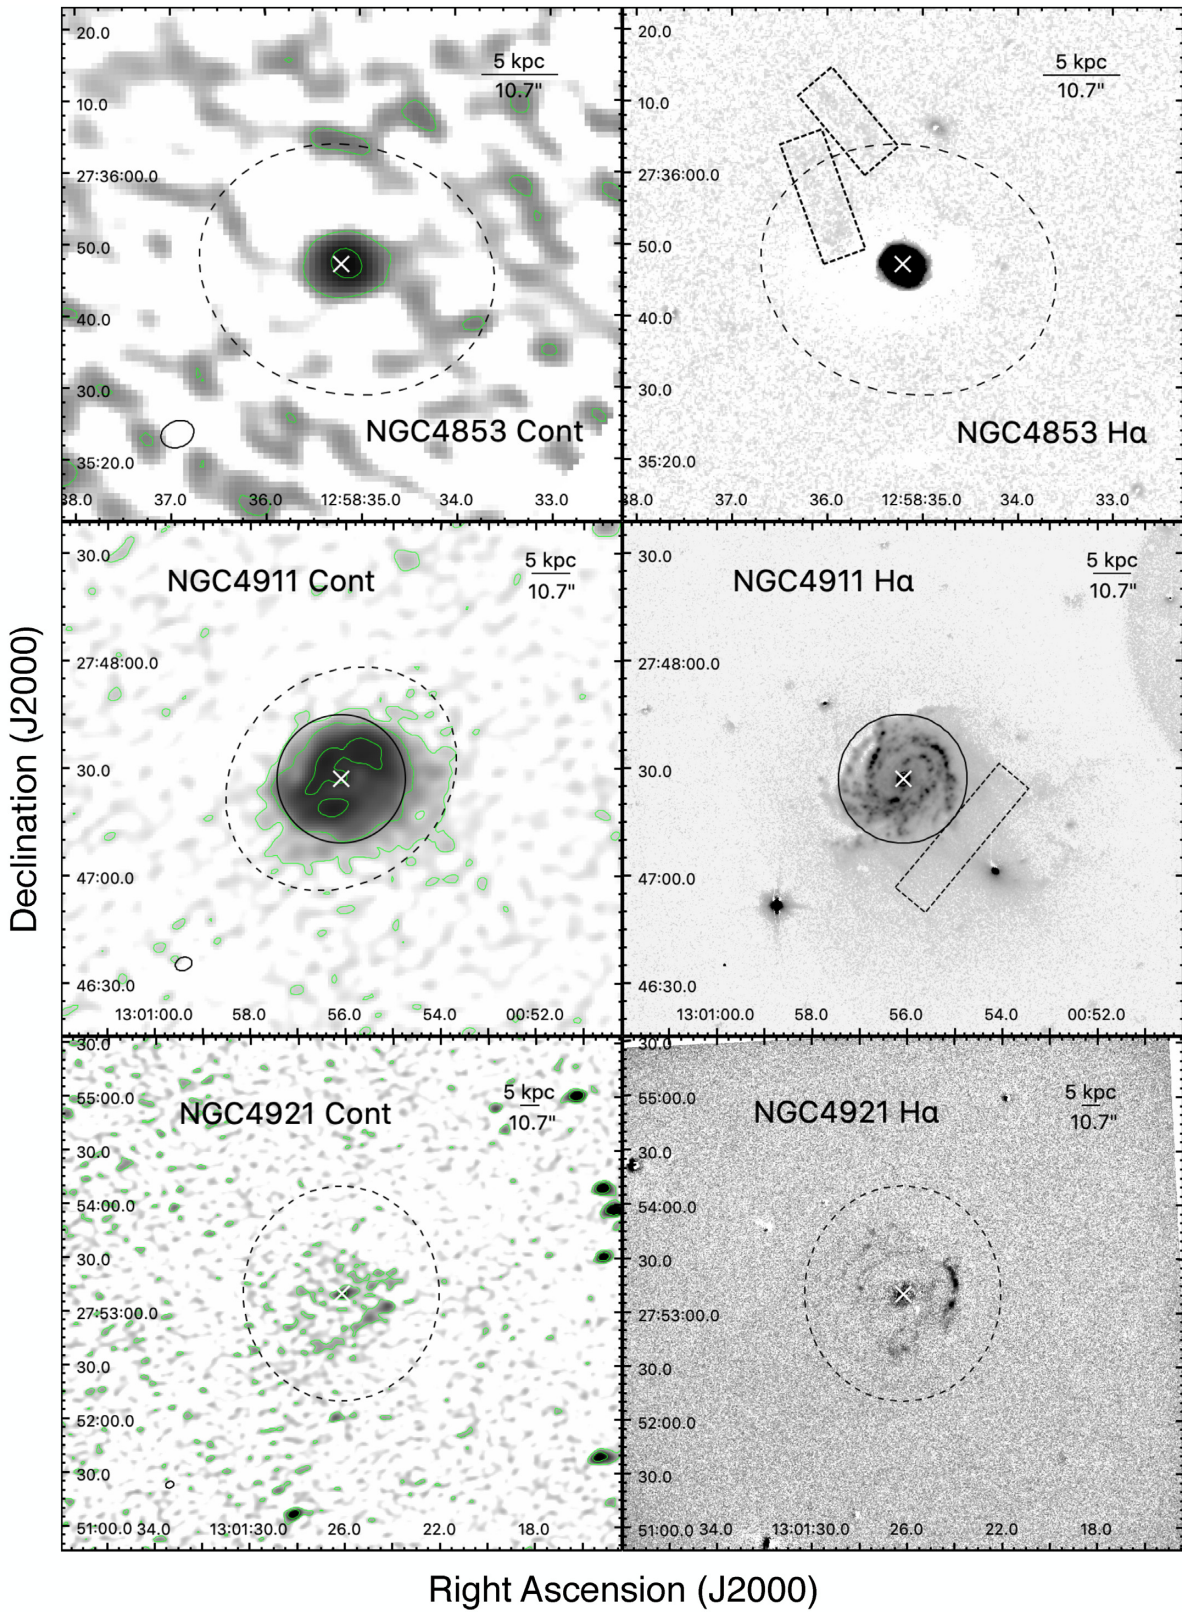 20.0
10.0
27:36:00.0
50.0
40.0
30.0
35:20.0
38.0 37.0 36.0 12:58:35.0 34.0 33.0
5 kpc
10.7"
NGC4853 Cont
20.0
10.0
27:36:00.0
50.0
40.0
30.0
35:20.0
38.0 37.0 36.0 12:58:35.0 34.0 33.0
5 kpc
10.7"
NGC4853 Hα
30.0
27:48:00.0
30.0
47:00.0
46:30.0
13:01:00.0 58.0 56.0 54.0 00:52.0
NGC4911 Cont
5 kpc
10.7"
30.0
27:48:00.0
30.0
47:00.0
46:30.0
13:01:00.0 58.0 56.0 54.0 00:52.0
NGC4911 Hα
5 kpc
10.7"
30.0
55:00.0
30.0
54:00.0
30.0
27:53:00.0
30.0
52:00.0
30.0
51:00.0 34.0 13:01:30.0 26.0 22.0 18.0
NGC4921 Cont
5 kpc
10.7"
30.0
55:00.0
30.0
54:00.0
30.0
27:53:00.0
30.0
52:00.0
30.0
51:00.0 34.0 13:01:30.0 26.0 22.0 18.0
NGC4921 Hα
5 kpc
10.7"
Declination (J2000)
Right Ascension (J2000)